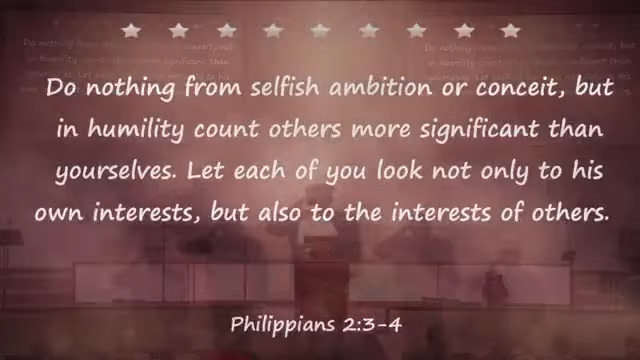 Do nothing from selfish ambition or conceit, but
in humility count others more significant than
yourselves. Let each of you look not only to his
own interests, but also to the interests of others.
Philippians 2:3-4